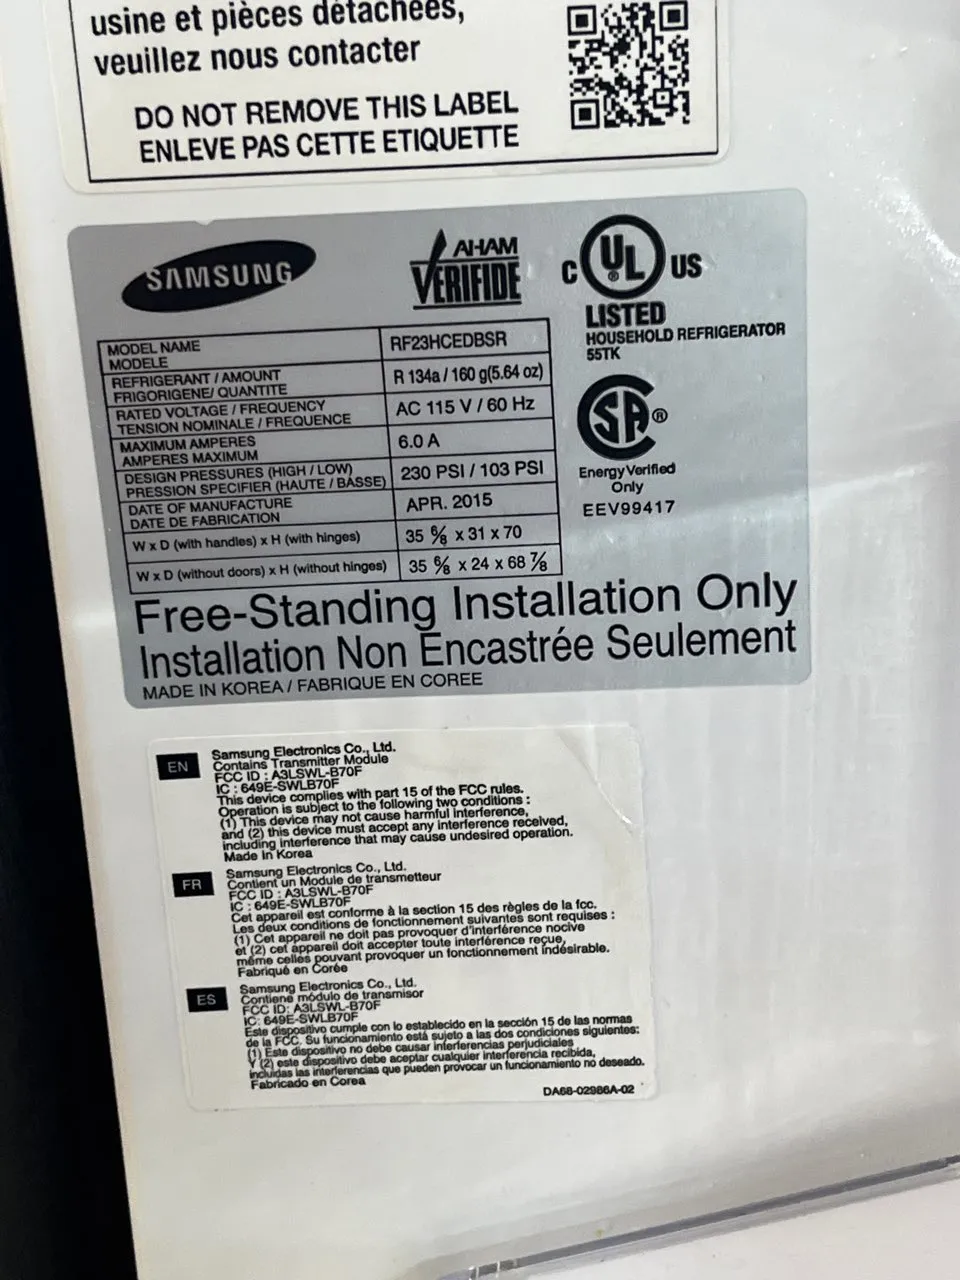 usine et pièces détachées,
veuillez nous contacter
DO NOT REMOVE THIS LABEL
ENLEVE PAS CETTE ETIQUETTE
SAMSUNG
AHAM
VERIFIDE
C UL US
®
LISTED
HOUSEHOLD REFRIGERATOR
55TK
SA ®
Energy Verified
Only
EEV99417
MODEL NAME
MODELE
RF23HCEDBSR
REFRIGERANT / AMOUNT
FRIGORIGENE/ QUANTITE
R 134a / 160 g(5.64 oz)
RATED VOLTAGE / FREQUENCY
TENSION NOMINALE / FREQUENCE
AC 115 V / 60 Hz
MAXIMUM AMPERES
AMPERES MAXIMUM
6.0 A
DESIGN PRESSURES (HIGH / LOW)
PRESSION SPECIFIER (HAUTE / BASSE)
230 PSI / 103 PSI
DATE OF MANUFACTURE
DATE DE FABRICATION
APR. 2015
W x D (with handles) x H (with hinges)
35 ⅝ x 31 x 70
W x D (without doors) x H (without hinges)
35 ⅝ x 24 x 68 ⅞
Free-Standing Installation Only
Installation Non Encastrée Seulement
MADE IN KOREA / FABRIQUE EN COREE
EN
Samsung Electronics Co., Ltd.
Contains Transmitter Module
FCC ID : A3LSWL-B70F
IC : 649E-SWLB70F
This device complies with part 15 of the FCC rules.
Operation is subject to the following two conditions :
(1) This device may not cause harmful interference,
and (2) this device must accept any interference received,
including interference that may cause undesired operation.
Made in Korea
FR
Samsung Electronics Co., Ltd.
Contient un Module de transmetteur
FCC ID : A3LSWL-B70F
IC : 649E-SWLB70F
Cet appareil est conforme à la section 15 des règles de la fcc.
Les deux conditions de fonctionnement suivantes sont requises :
(1) Cet appareil ne doit pas provoquer d'interférence nocive
et (2) cet appareil doit accepter toute interférence reçue,
même celles pouvant provoquer un fonctionnement indésirable.
Fabriqué en Corée
ES
Samsung Electronics Co., Ltd.
Contiene módulo de transmisor
FCC ID: A3LSWL-B70F
IC: 649E-SWLB70F
Este dispositivo cumple con lo establecido en la sección 15 de las normas
de la FCC. Su funcionamiento está sujeto a las dos condiciones siguientes:
(1) Este dispositivo no debe causar interferencias perjudiciales
Y (2) este dispositivo debe aceptar cualquier interferencia recibida,
incluidas las interferencias que pueden provocar un funcionamiento no deseado.
Fabricado en Corea
DA68-02986A-02